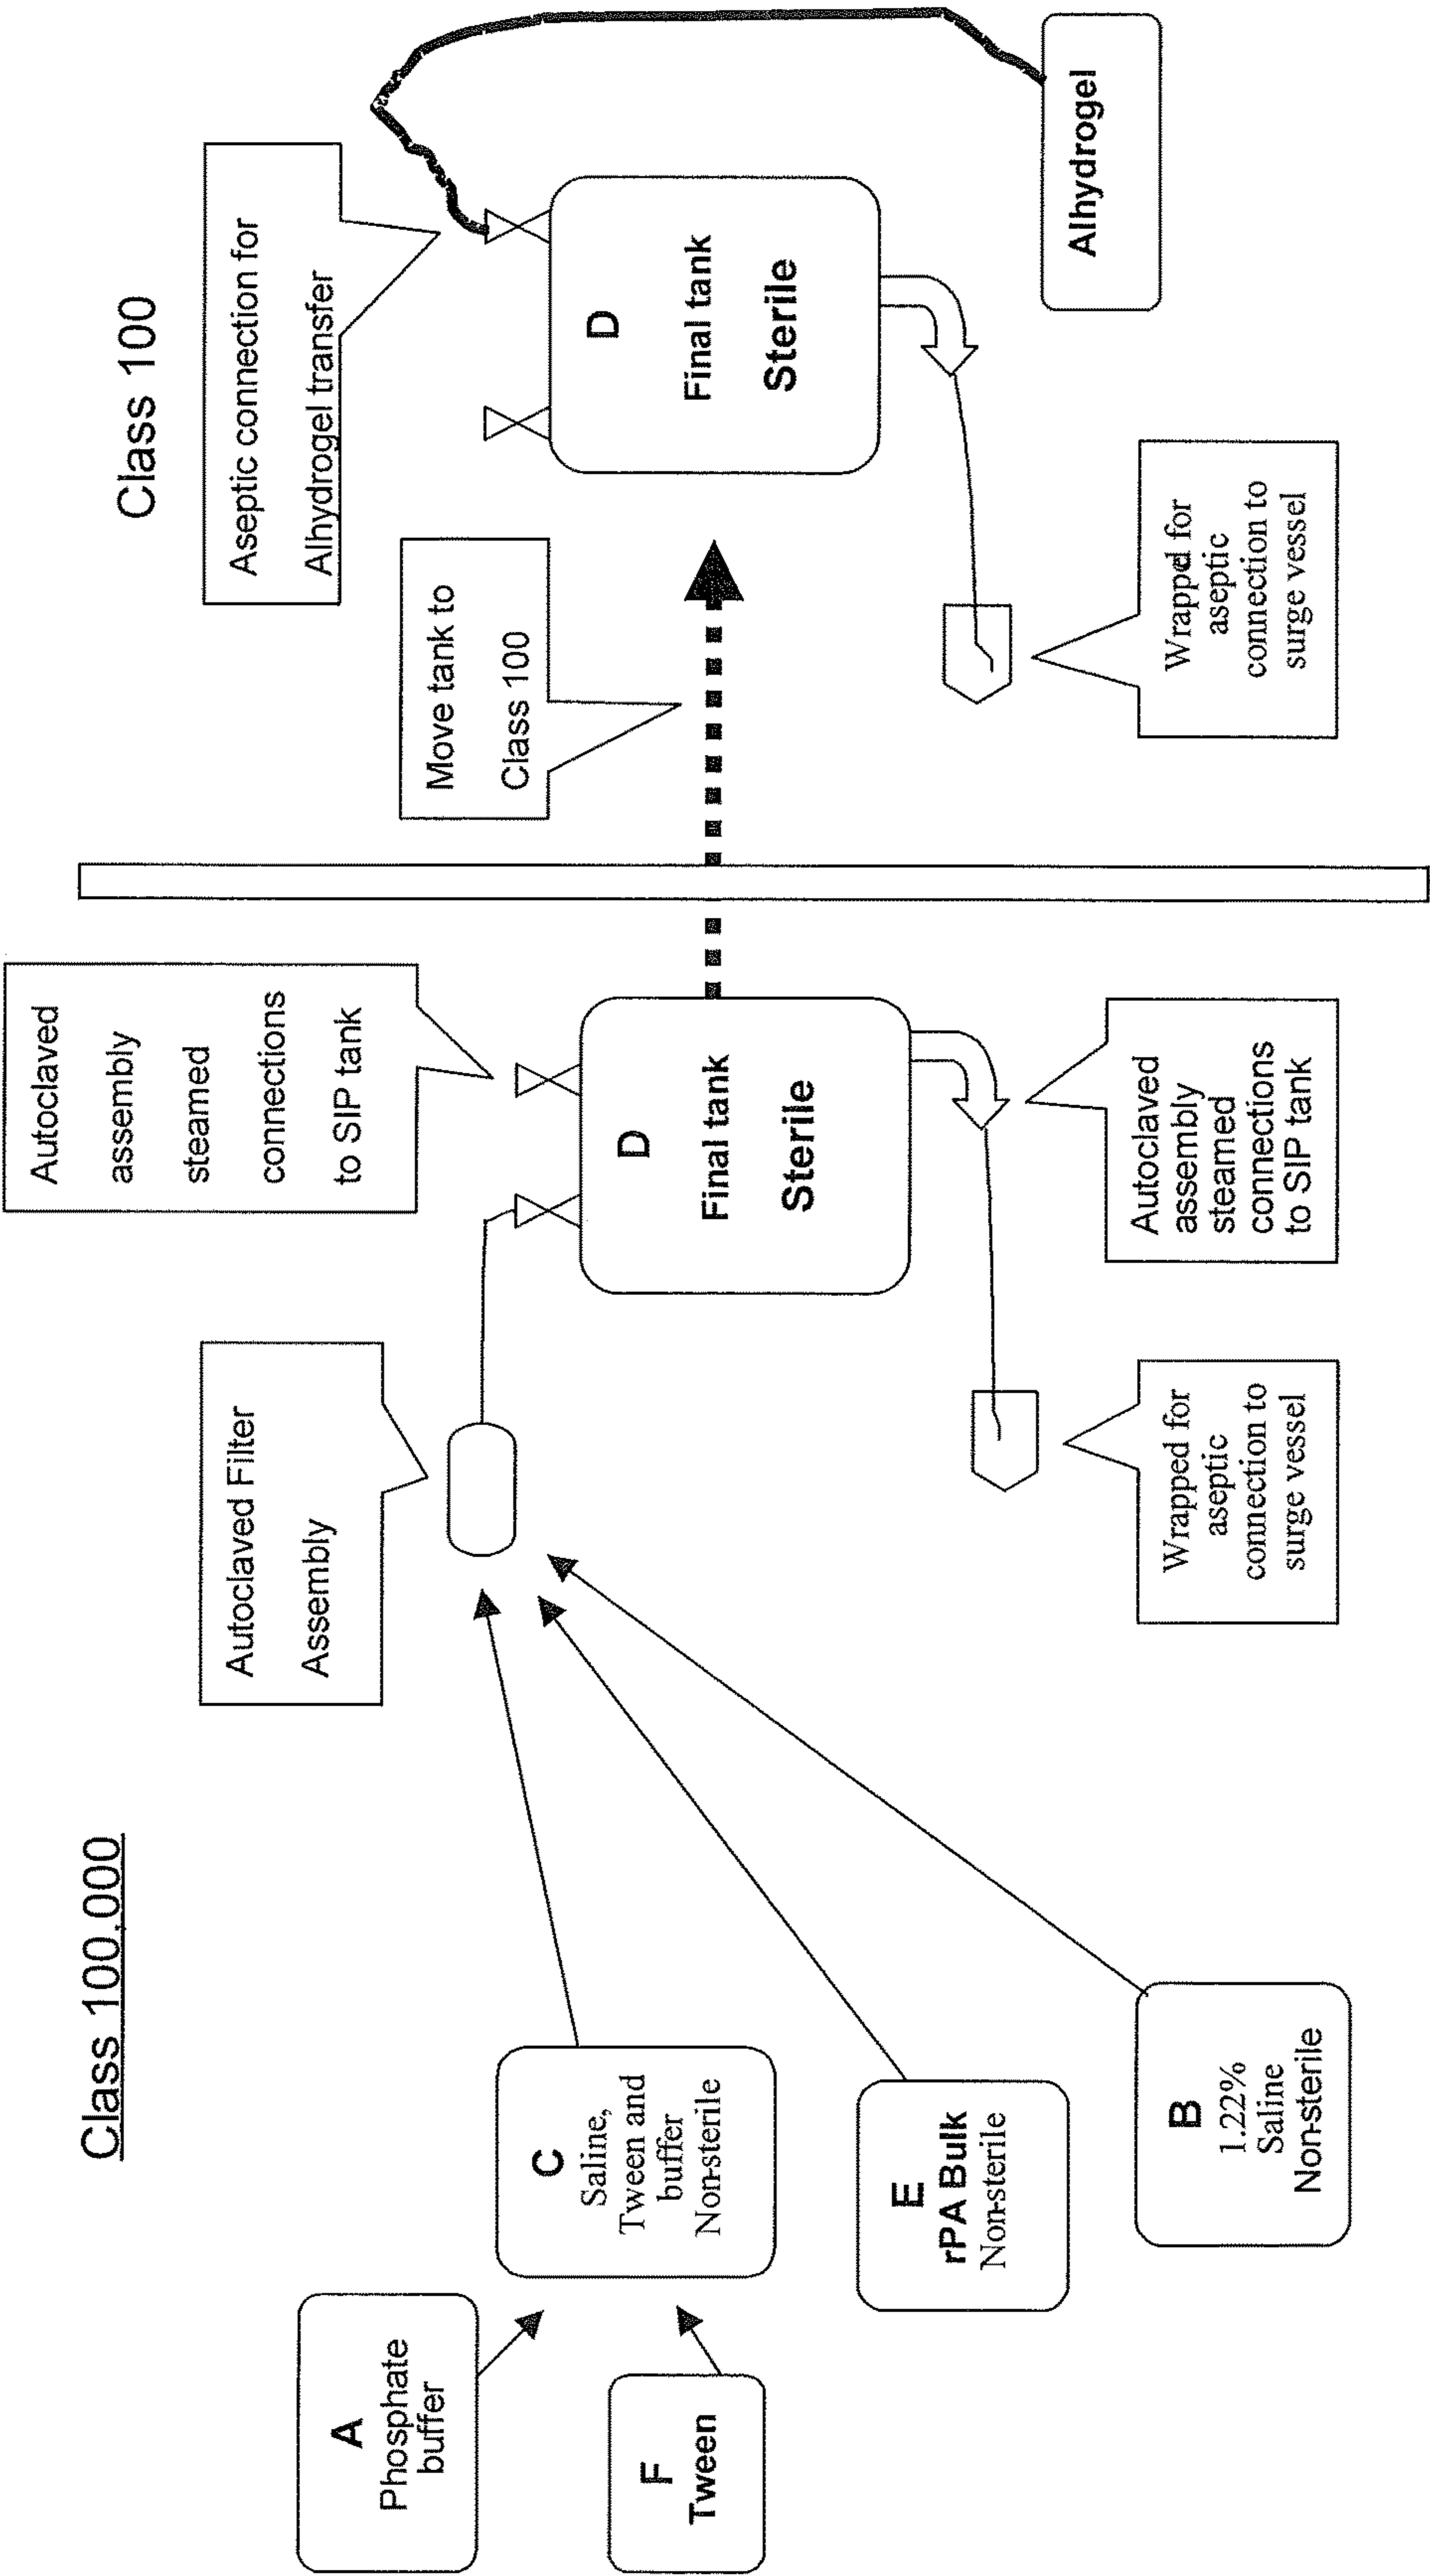 Class 100,000
A
Phosphate
buffer
F
Tween
C
Saline,
Tween and
buffer
Non-sterile
E
rPA Bulk
Non-sterile
B
1.22%
Saline
Non-sterile
Autoclaved Filter
Assembly
Autoclaved
assembly
steamed
connections
to SIP tank
D
Final tank
Sterile
Autoclaved
assembly
steamed
connections
to SIP tank
Wrapped for
aseptic
connection to
surge vessel
Class 100
Move tank to
Class 100
Aseptic connection for
Alhydrogel transfer
D
Final tank
Sterile
Wrapped for
aseptic
connection to
surge vessel
Alhydrogel